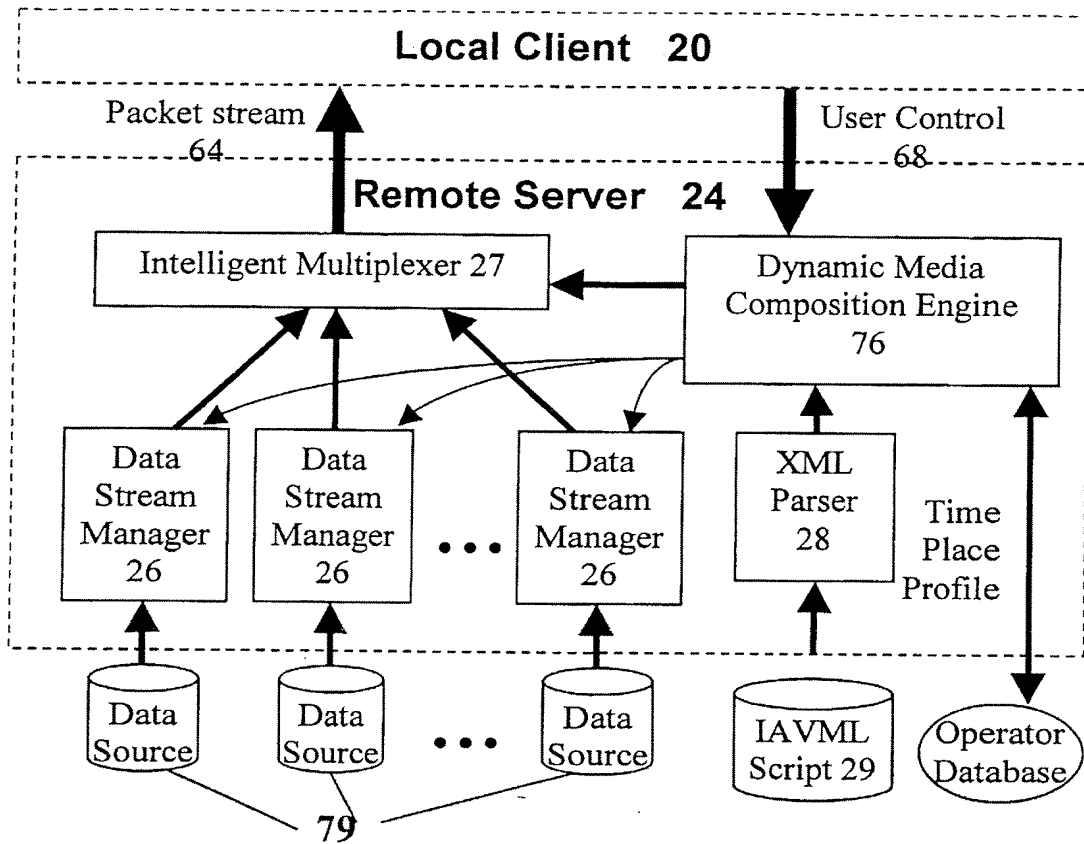 Local Client 20
Packet stream
64
User Control
68
Remote Server 24
Intelligent Multiplexer 27
Dynamic Media
Composition Engine
76
Data
Stream
Manager
26
Data
Stream
Manager
26
Data
Stream
Manager
26
XML
Parser
28
Time
Place
Profile
Data
Source
Data
Source
Data
Source
IAVML
Script 29
Operator
Database
79